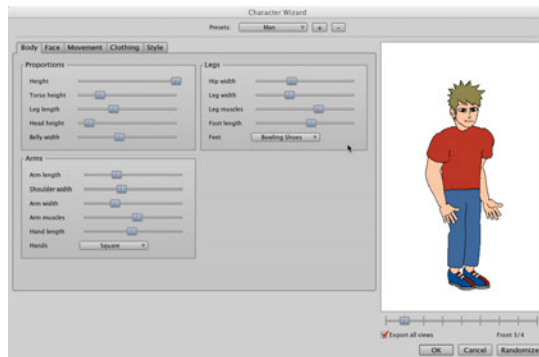 Character Wizard
Presets: Man + -
Body Face Movement Clothing Style
Proportions
Height
Torso height
Leg length
Head height
Belly width
Legs
Hip width
Leg width
Leg muscles
Foot length
Feet Bowling Shoes
Arms
Arm length
Shoulder width
Arm width
Arm muscles
Hand length
Hands Square
Export all views Front 3/4
OK Cancel Randomize